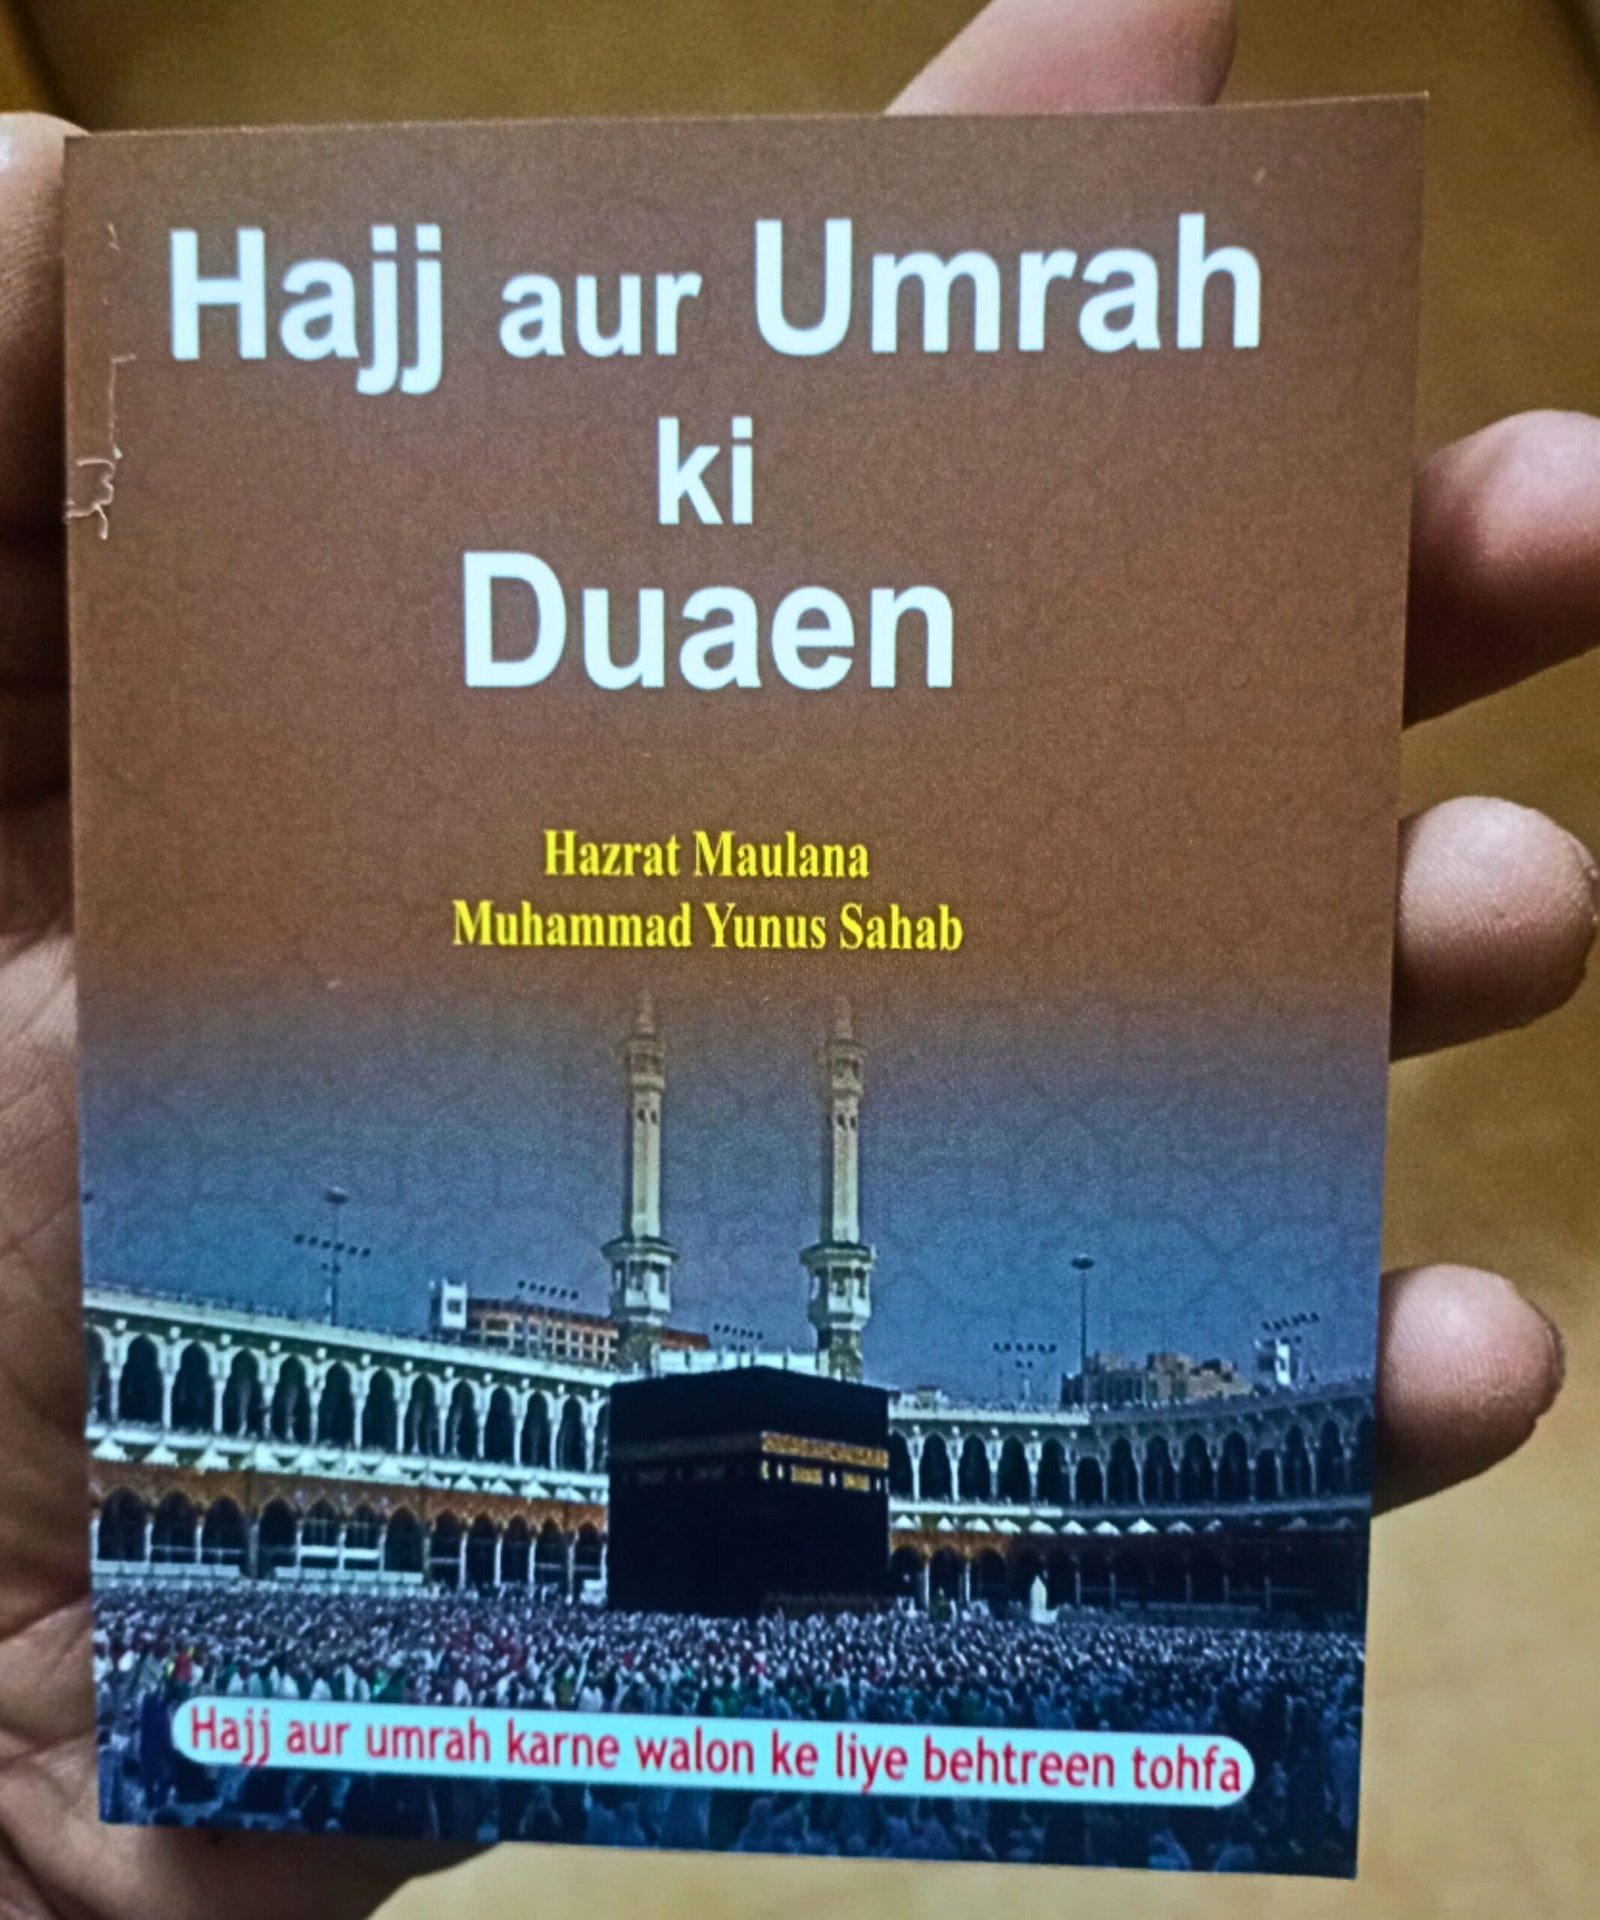 Hajj aur Umrah
ki
Duaen
Hazrat Maulana
Muhammad Yunus Sahab
Hajj aur umrah karne walon ke liye behtreen tohfa